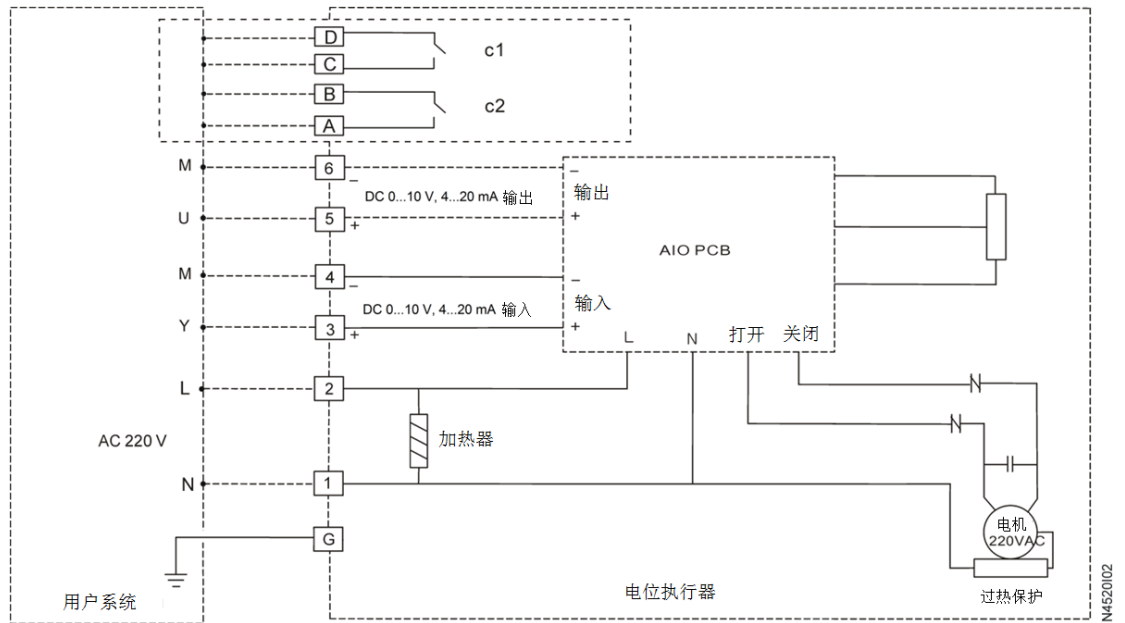 D
C
c1
B
A
c2
M
6
−
DC 0...10 V, 4...20 mA 输出
−
输出
U
5
+
+
AIO PCB
M
4
−
−
DC 0...10 V, 4...20 mA 输入
输入
Y
3
+
+
L
N
打开
关闭
L
2
AC 220 V
加热器
N
1
G
电机
220VAC
用户系统
电位执行器
过热保护
N4520I02